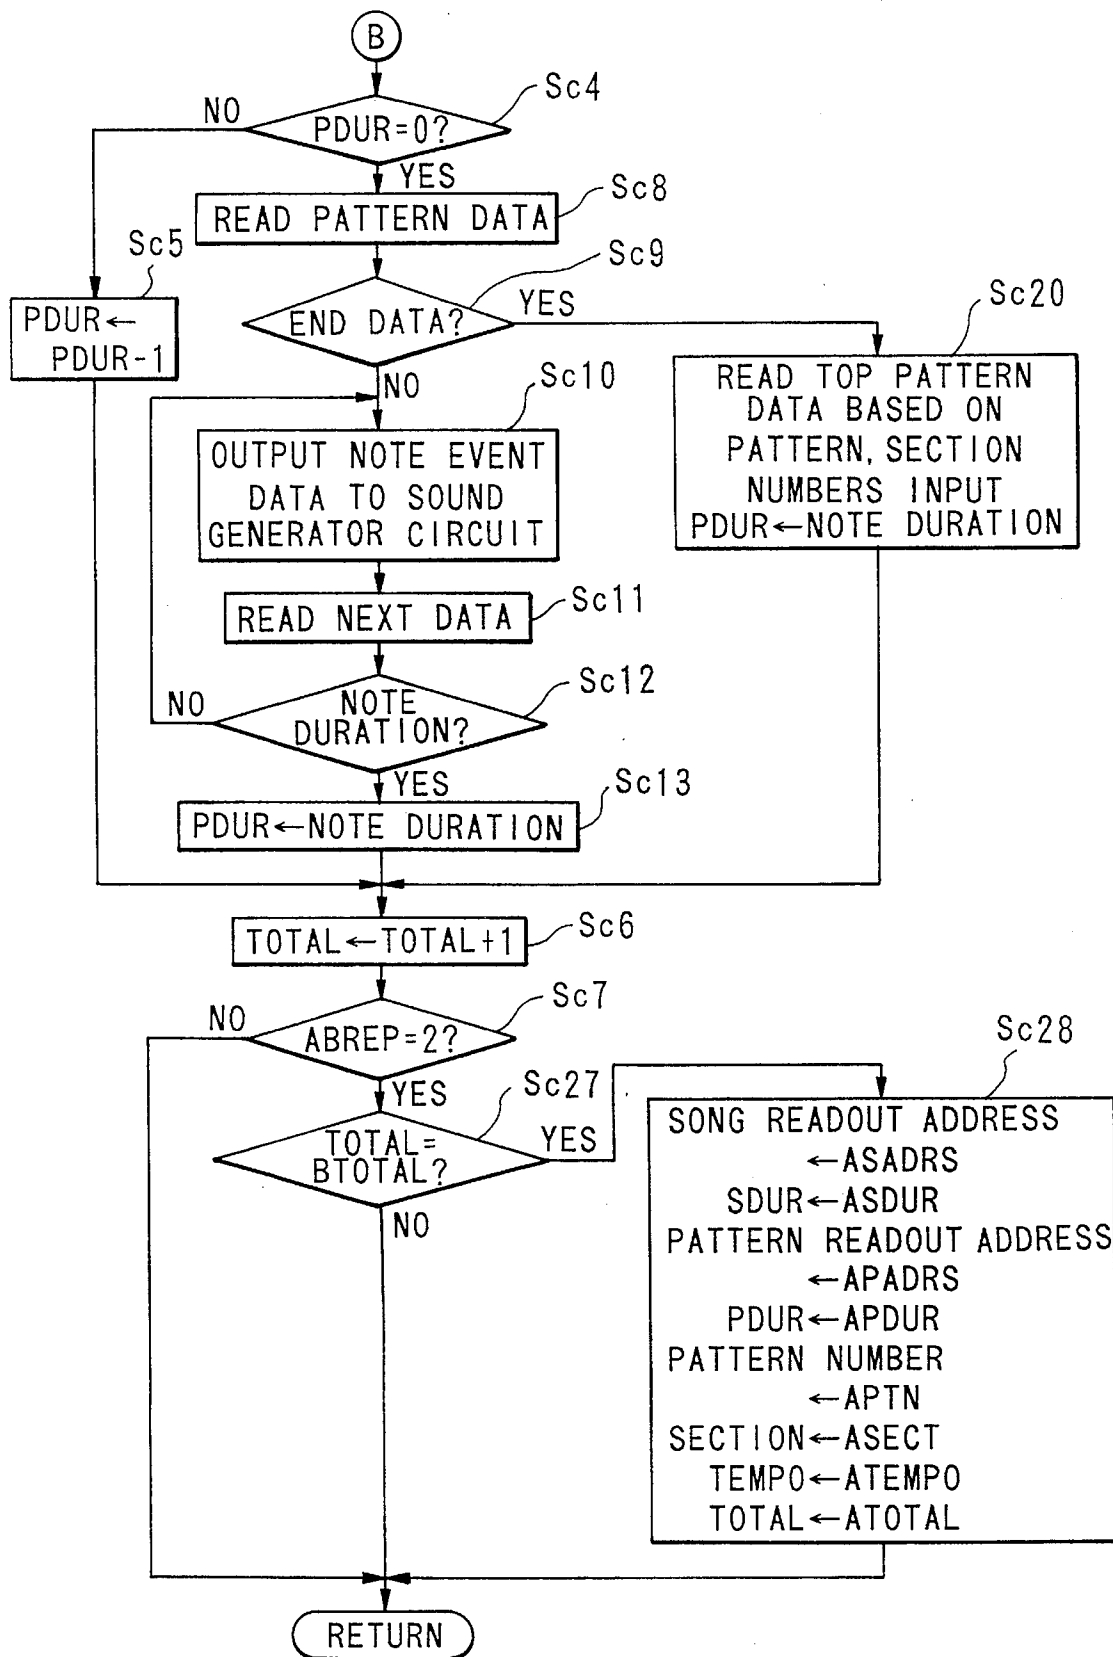 B
Sc4
NO
PDUR=0?
YES
Sc8
READ PATTERN DATA
Sc5
Sc9
PDUR←
PDUR-1
END DATA?
YES
Sc20
NO
Sc10
READ TOP PATTERN
DATA BASED ON
PATTERN, SECTION
NUMBERS INPUT
PDUR←NOTE DURATION
OUTPUT NOTE EVENT
DATA TO SOUND
GENERATOR CIRCUIT
Sc11
READ NEXT DATA
Sc12
NO
NOTE
DURATION?
YES
Sc13
PDUR←NOTE DURATION
Sc6
TOTAL←TOTAL+1
Sc7
NO
ABREP=2?
YES
Sc27
TOTAL=
BTOTAL?
YES
NO
Sc28
SONG READOUT ADDRESS
←ASADRS
SDUR←ASDUR
PATTERN READOUT ADDRESS
←APADRS
PDUR←APDUR
PATTERN NUMBER
←APTN
SECTION←ASECT
TEMPO←ATEMPO
TOTAL←ATOTAL
RETURN